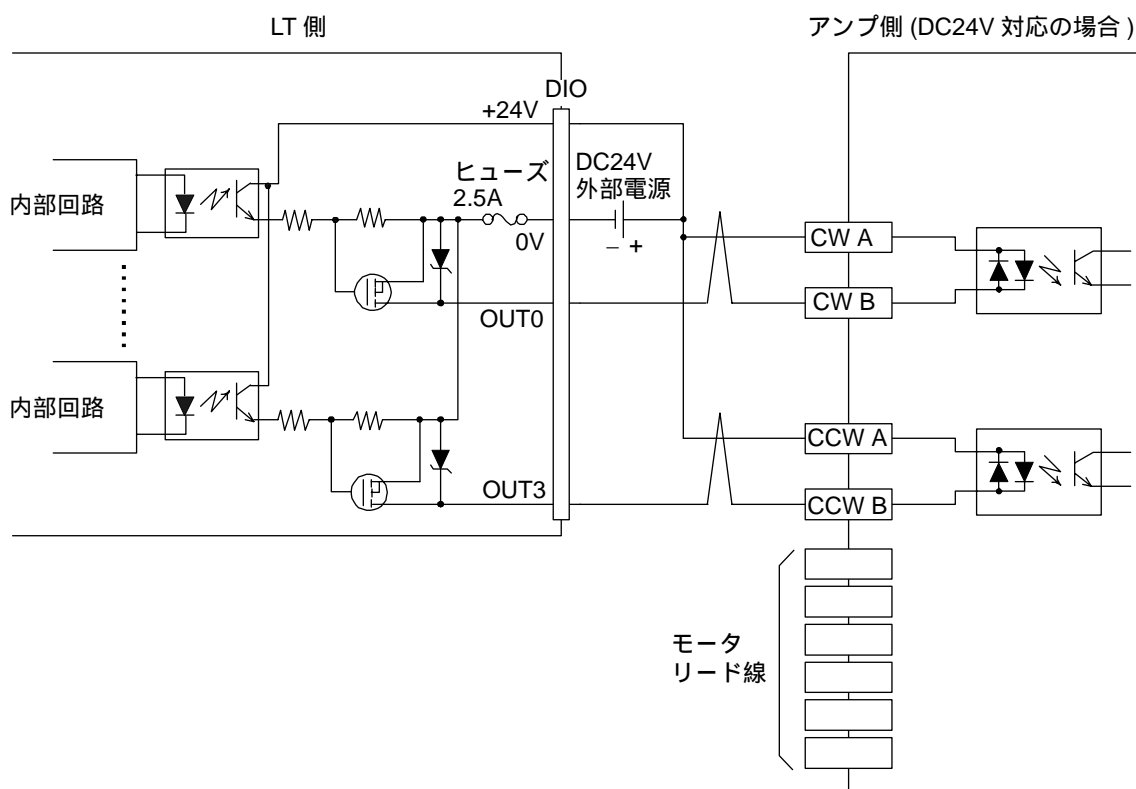 LT 側
アンプ側 (DC24V 対応の場合 )
DIO
+24V
ヒューズ
2.5A
0V
DC24V
外部電源
– +
内部回路
CW A
CW B
OUT0
内部回路
CCW A
OUT3
CCW B
モータ
リード線